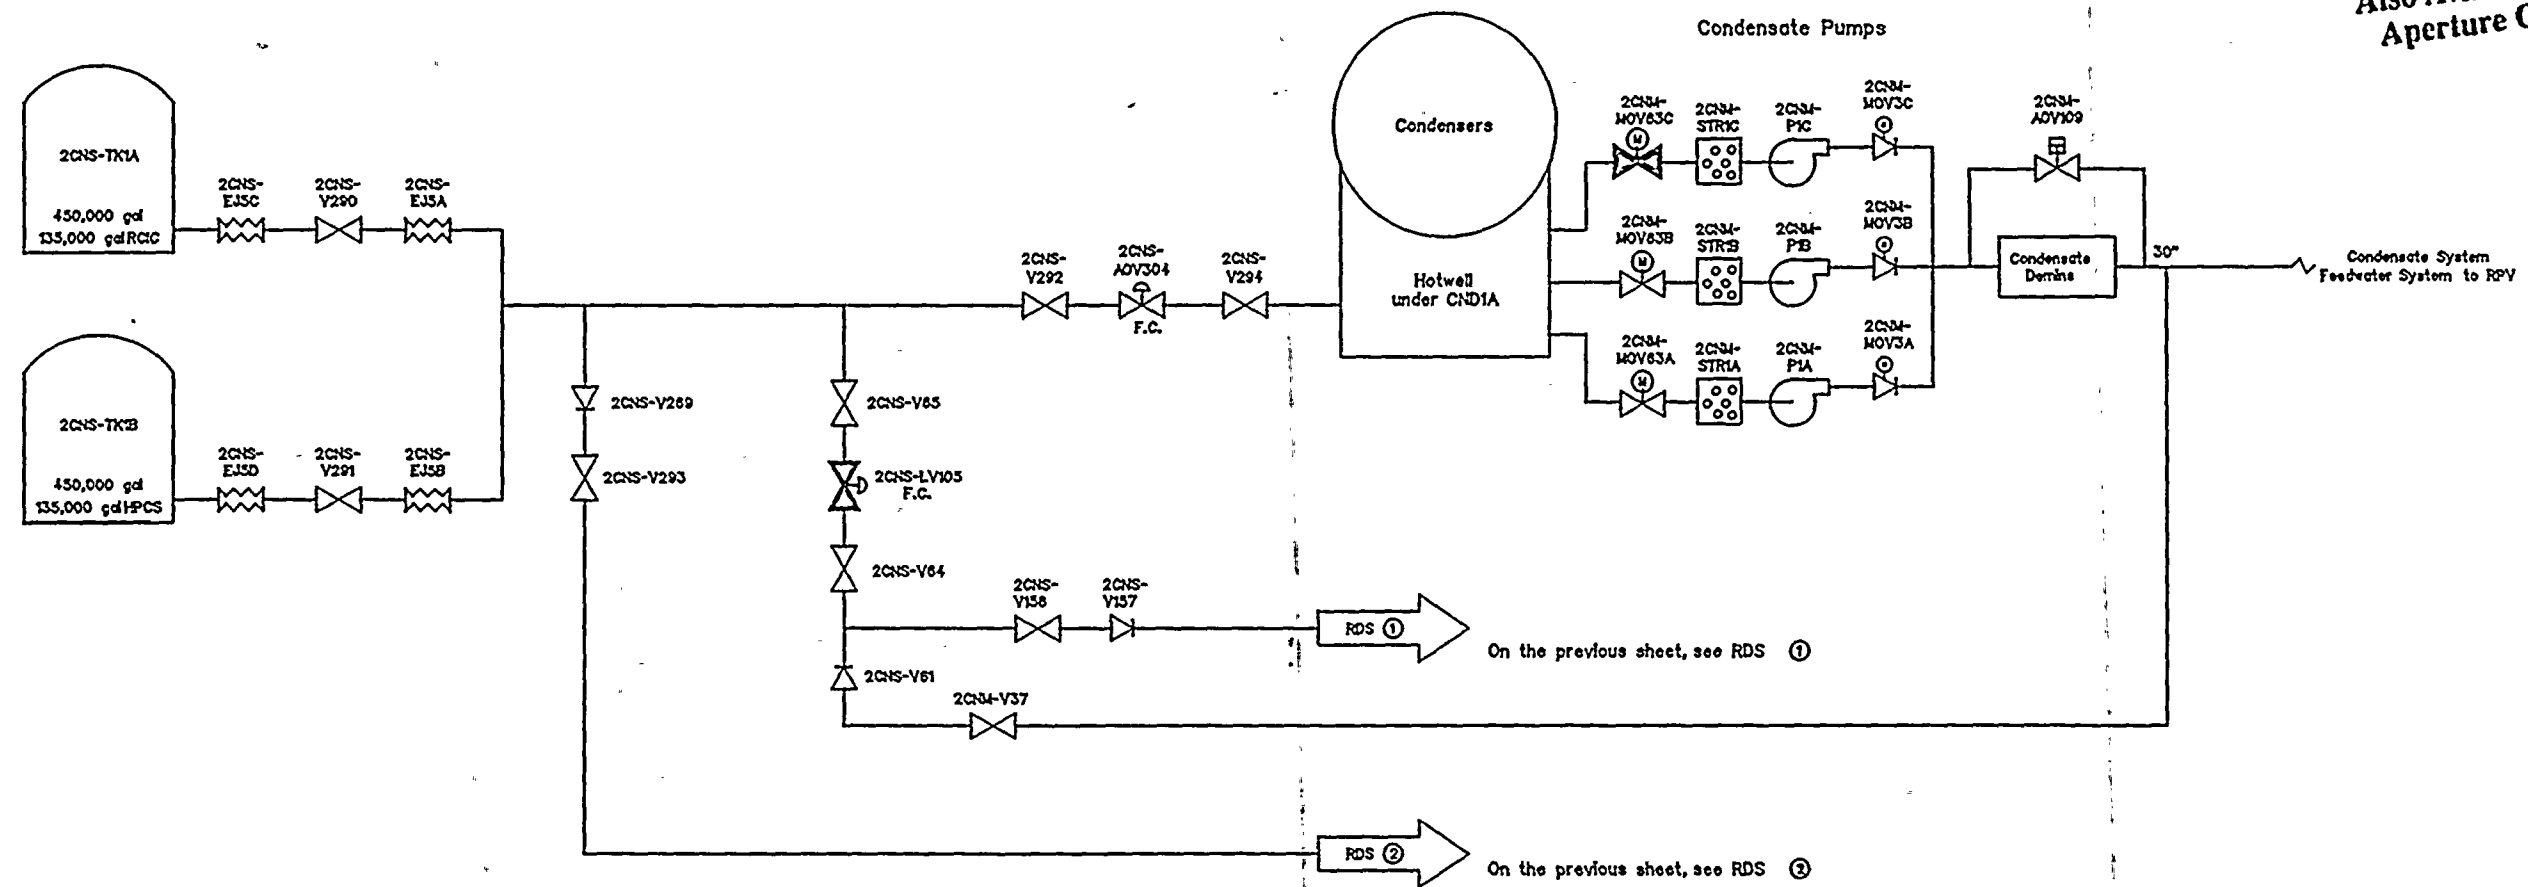 Also
Aperture C
Condensate Pumps
2CNS-TK1A
450,000 gal
135,000 gal RCIC
2CNS-
EJ5C
2CNS-
V290
2CNS-
EJ5A
2CNS-TK1B
450,000 gal
135,000 gal HPCS
2CNS-
EJ5D
2CNS-
V291
2CNS-
EJ5B
2CNS-V269
2CNS-V293
2CNS-V65
2CNS-LV105
F.C.
2CNS-V64
2CNS-
V158
2CNS-
V157
2CNS-V61
2CNM-V37
2CNS-
V292
2CNS-
AOV304
F.C.
2CNS-
V294
Condensers
Hotwell
under CND1A
2CNM-
MOV63C
M
2CNM-
STR1C
2CNM-
P1C
2CNM-
MOV3C
2CNM-
MOV63B
M
2CNM-
STR1B
2CNM-
P1B
2CNM-
MOV3B
2CNM-
MOV63A
M
2CNM-
STR1A
2CNM-
P1A
2CNM-
MOV3A
2CNM-
AOV109
Condensate
Demins
30"
Condensate System
Feedwater System to RPV
RDS 1
On the previous sheet, see RDS 1
RDS 2
On the previous sheet, see RDS 2